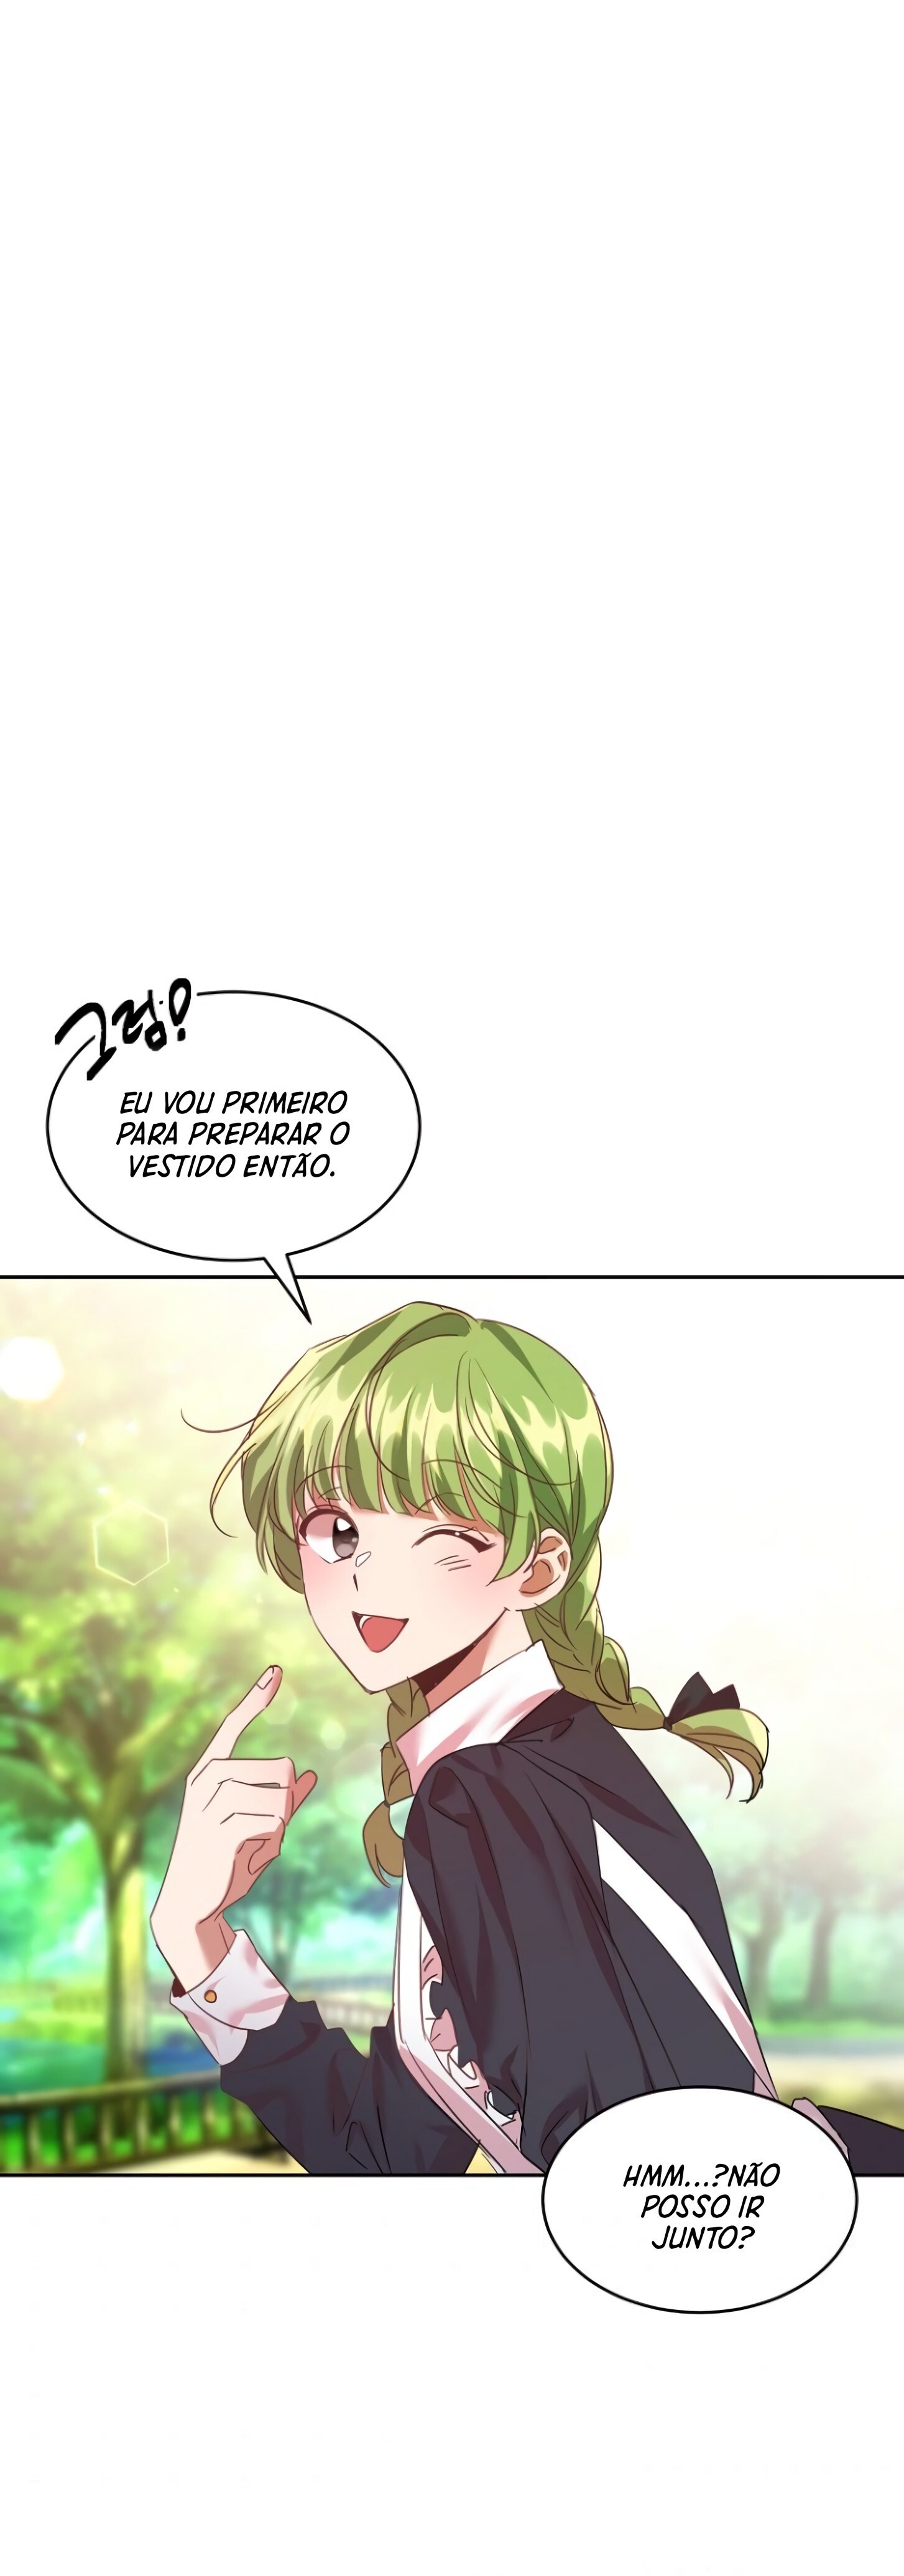 그럼?
EU VOU PRIMEIRO
PARA PREPARAR O
VESTIDO ENTÃO.
HMM...?NÃO
POSSO IR
JUNTO?